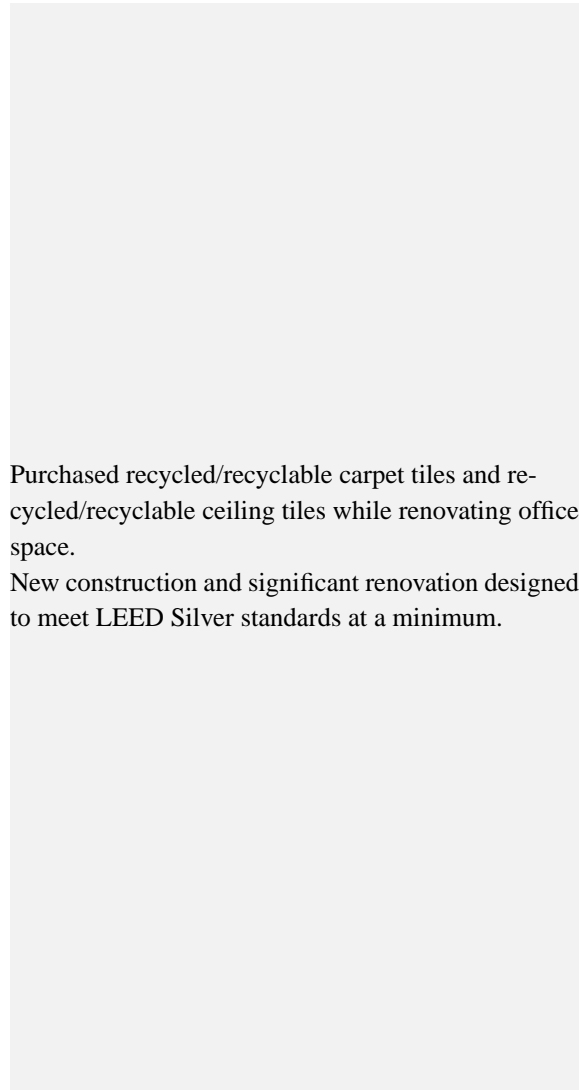 Purchased recycled/recyclable carpet tiles and re-
cycled/recyclable ceiling tiles while renovating office
space.
New construction and significant renovation designed
to meet LEED Silver standards at a minimum.